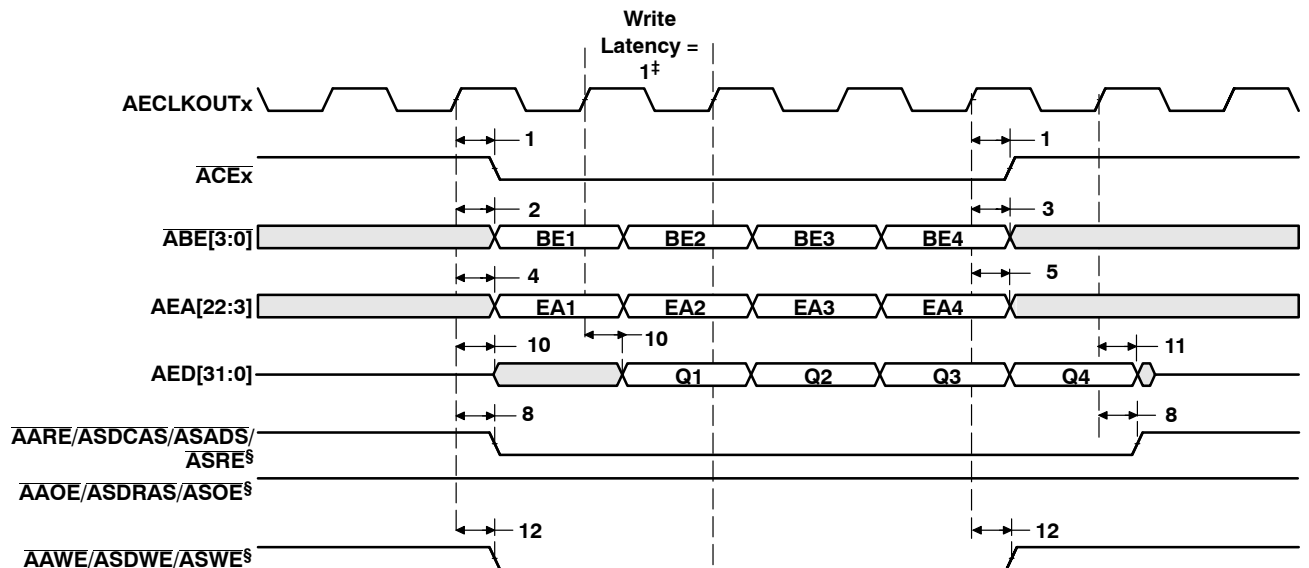 Write
Latency =
1‡
AECLKOUTx
1 1
ACEx
2 3
ABE[3:0] BE1 BE2 BE3 BE4
4 5
AEA[22:3] EA1 EA2 EA3 EA4
10 10 11
AED[31:0] Q1 Q2 Q3 Q4
8 8
AARE/ASDCAS/ASADS/
ASRE§
AAOE/ASDRAS/ASOE§
12 12
AAWE/ASDWE/ASWE§